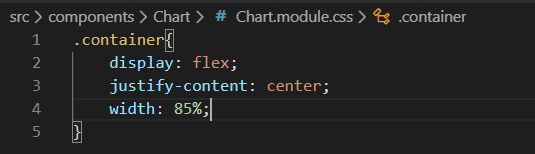 src > components > Chart > # Chart.module.css > .container
1 .container{
2     display: flex;
3     justify-content: center;
4     width: 85%;
5 }